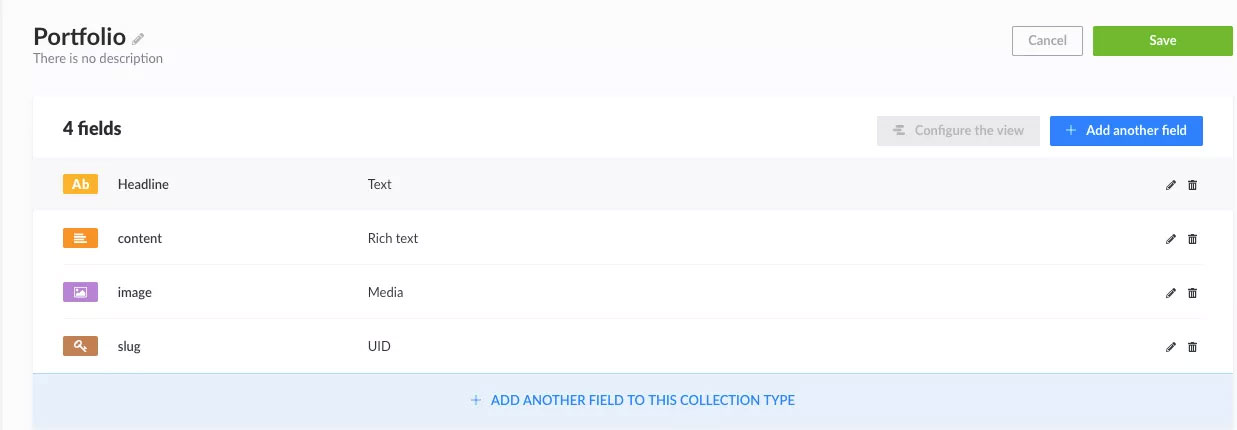 Portfolio
There is no description
Cancel
Save
4 fields
Configure the view
+ Add another field
Ab Headline Text
content Rich text
image Media
slug UID
+ ADD ANOTHER FIELD TO THIS COLLECTION TYPE